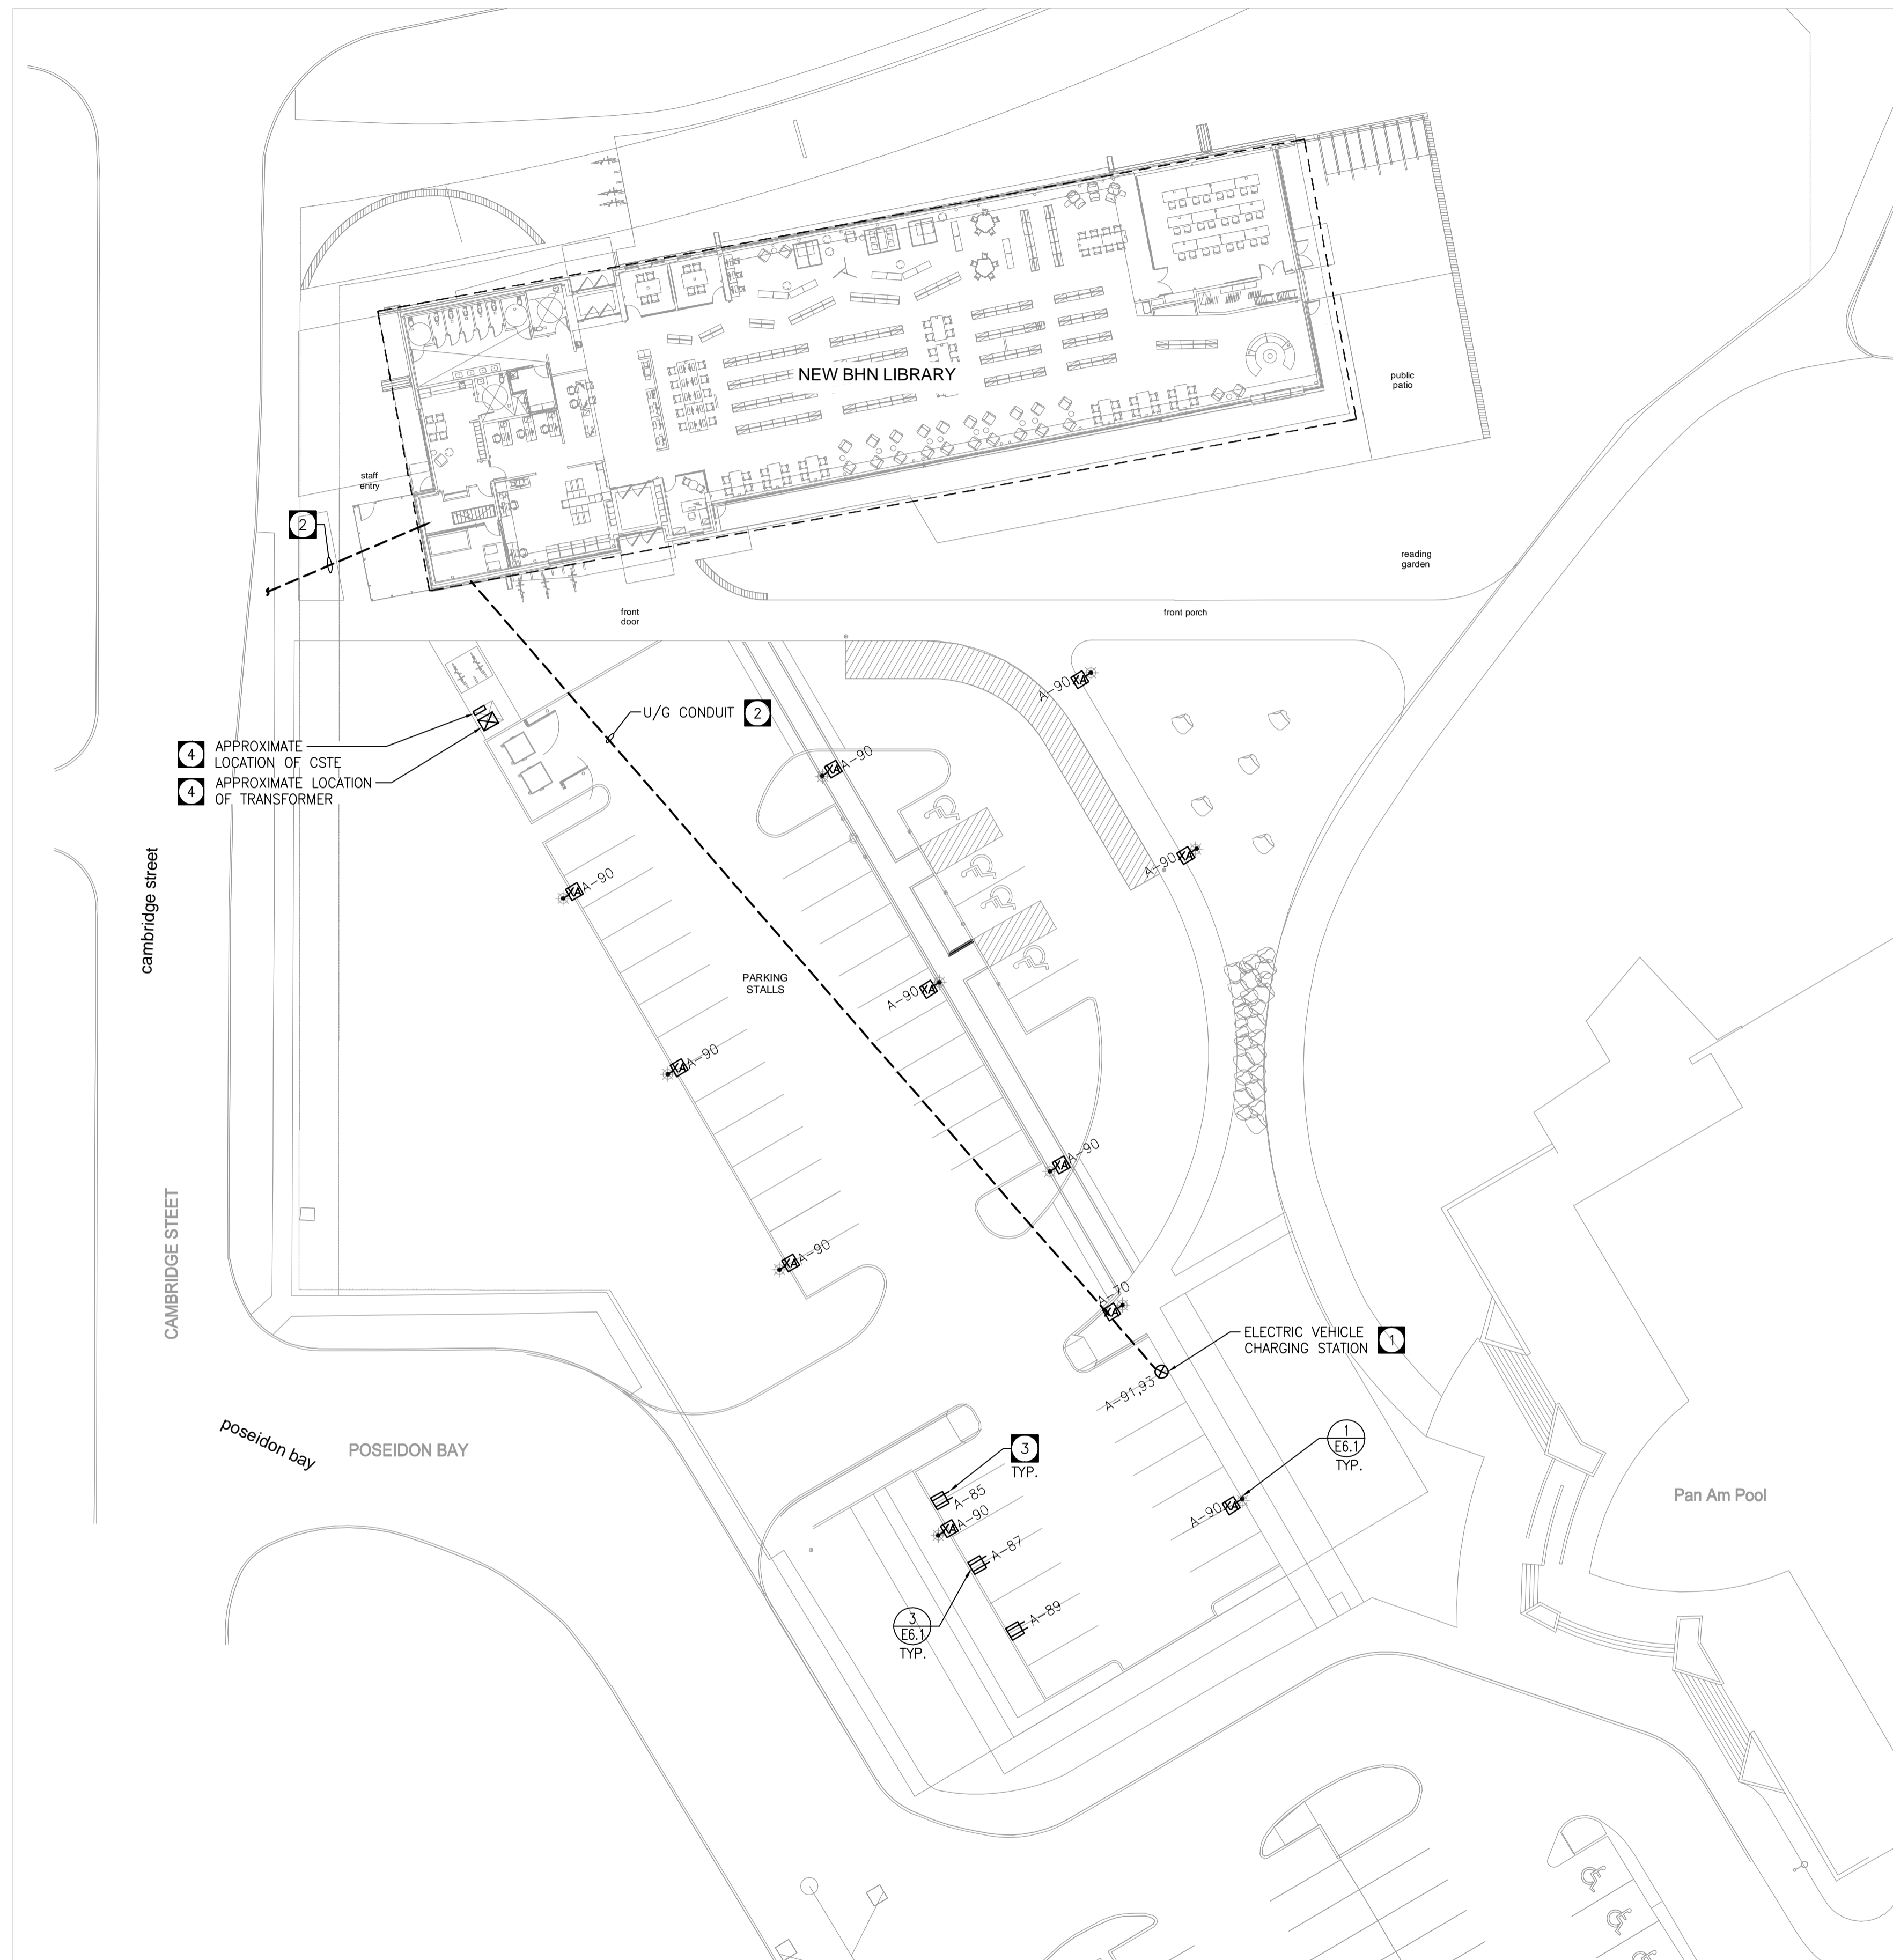 NEW BHN LIBRARY
public
patio
staff
entry
2
reading
garden
front
door
front porch
A-90
U/G CONDUIT 2
4 APPROXIMATE
LOCATION OF CSTE
4 APPROXIMATE LOCATION
OF TRANSFORMER
A-90
cambridge street
A-90
A-90
PARKING
STALLS
A-90
A-90
A-90
CAMBRIDGE STEET
A-90
A-70
ELECTRIC VEHICLE
CHARGING STATION 1
A-91,93
poseidon bay
POSEIDON BAY
1
E6.1
TYP.
3
TYP.
A-85
A-90
A-90
Pan Am Pool
A-87
3
E6.1
TYP.
A-89